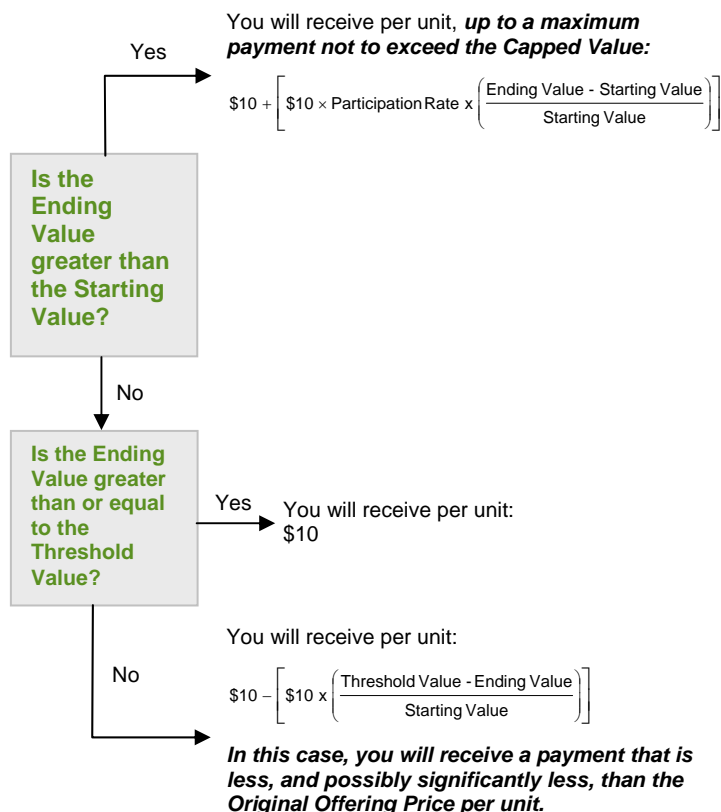 You will receive per unit, up to a maximum
payment not to exceed the Capped Value:
Yes
$10 + [ $10 × Participation Rate x ( Ending Value - Starting Value / Starting Value ) ]
Is the
Ending
Value
greater than
the Starting
Value?
No
Is the Ending
Value greater
than or equal
to the
Threshold
Value?
Yes
You will receive per unit:
$10
You will receive per unit:
No
$10 − [ $10 x ( Threshold Value - Ending Value / Starting Value ) ]
In this case, you will receive a payment that is
less, and possibly significantly less, than the
Original Offering Price per unit.